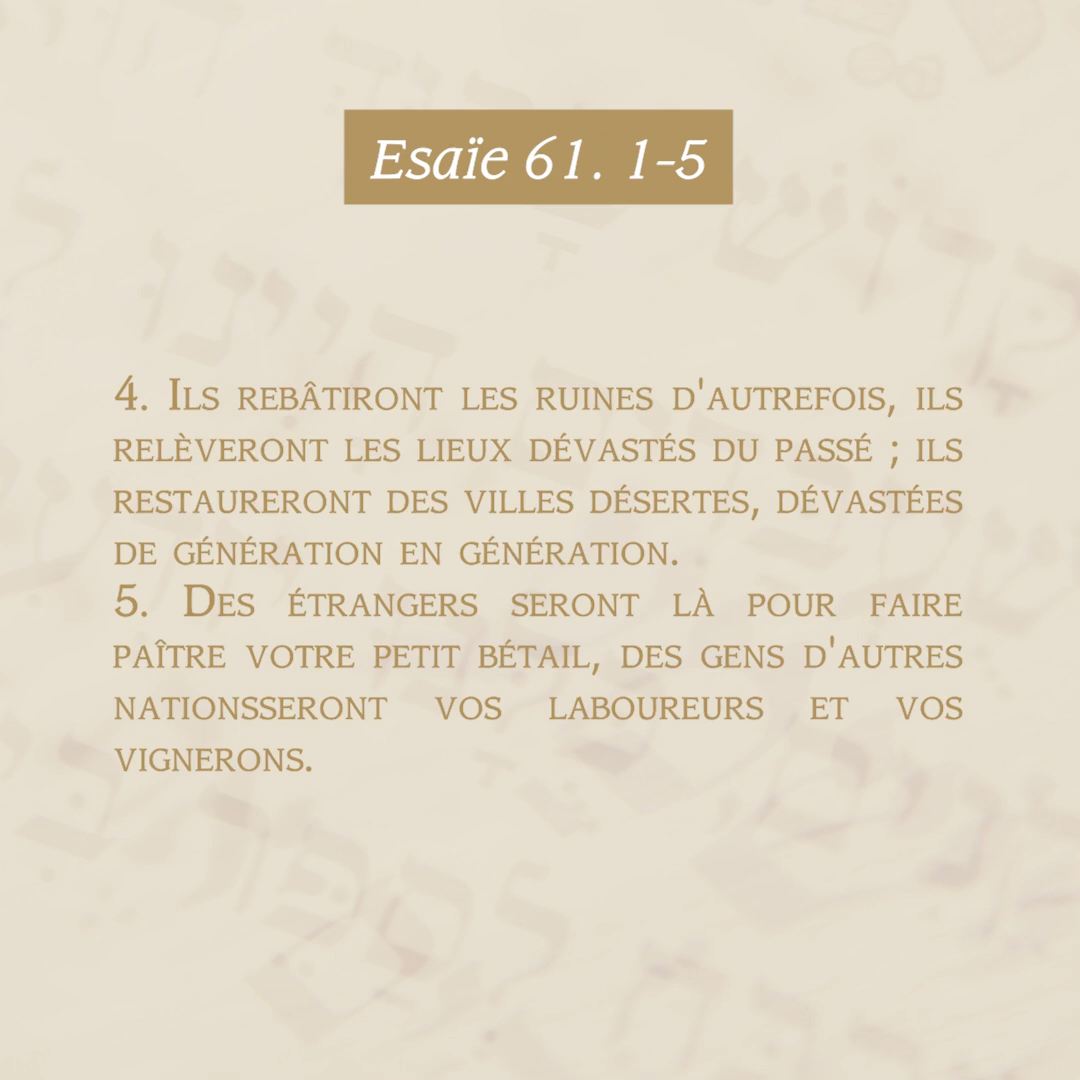 Esaïe 61. 1-5
4. Ils rebâtiront les ruines d'autrefois, ils
relèveront les lieux dévastés du passé ; ils
restaureront des villes désertes, dévastées
de génération en génération.
5. Des étrangers seront là pour faire
paître votre petit bétail, des gens d'autres
nationsseront vos laboureurs et vos
vignerons.